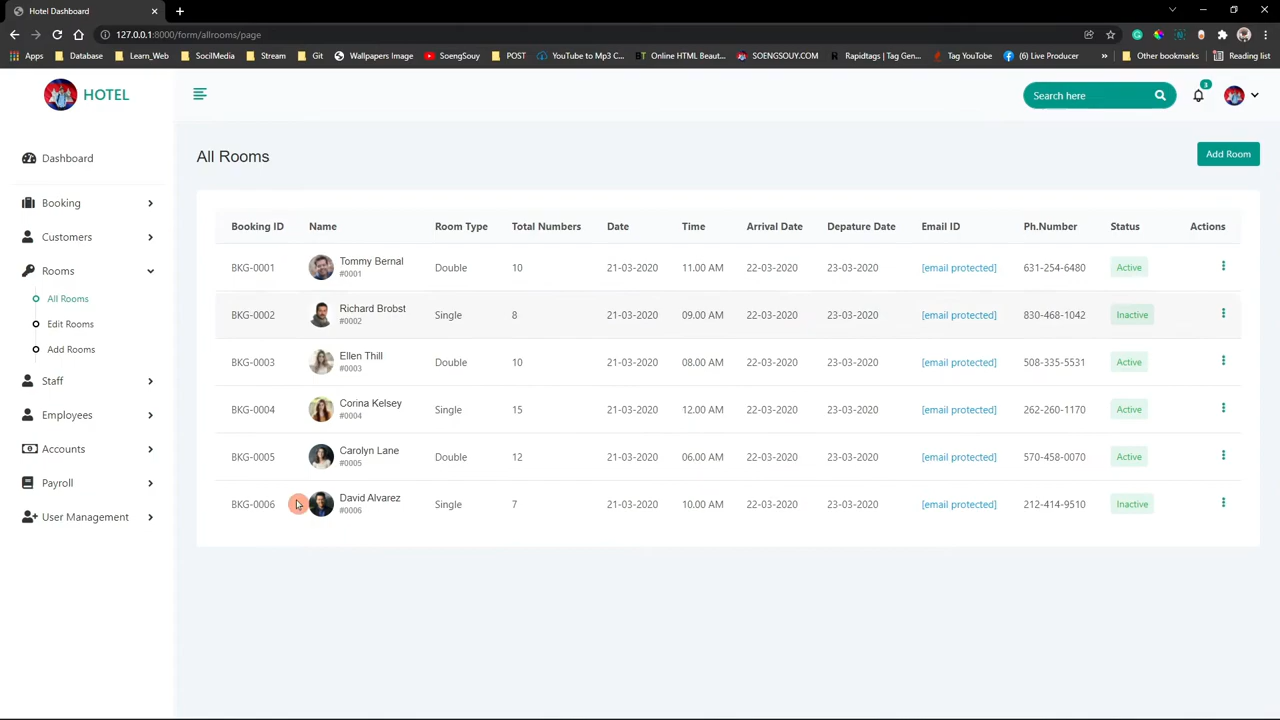 Hotel Dashboard
127.0.0.1:8000/form/allrooms/page
Apps Database Learn_Web SocilMedia Stream Git Wallpapers Image SoengSouy POST YouTube to Mp3 C... Online HTML Beaut... SOENGSOUY.COM Rapidtags | Tag Gen... Tag YouTube (6) Live Producer » Other bookmarks Reading list
HOTEL
Search here
3
Dashboard
Booking
Customers
Rooms
All Rooms
Edit Rooms
Add Rooms
Staff
Employees
Accounts
Payroll
User Management
All Rooms
Add Room
Booking ID Name Room Type Total Numbers Date Time Arrival Date Depature Date Email ID Ph.Number Status Actions
BKG-0001 Tommy Bernal #0001 Double 10 21-03-2020 11.00 AM 22-03-2020 23-03-2020 [email protected] 631-254-6480 Active
BKG-0002 Richard Brobst #0002 Single 8 21-03-2020 09.00 AM 22-03-2020 23-03-2020 [email protected] 830-468-1042 Inactive
BKG-0003 Ellen Thill #0003 Double 10 21-03-2020 08.00 AM 22-03-2020 23-03-2020 [email protected] 508-335-5531 Active
BKG-0004 Corina Kelsey #0004 Single 15 21-03-2020 12.00 AM 22-03-2020 23-03-2020 [email protected] 262-260-1170 Active
BKG-0005 Carolyn Lane #0005 Double 12 21-03-2020 06.00 AM 22-03-2020 23-03-2020 [email protected] 570-458-0070 Active
BKG-0006 David Alvarez #0006 Single 7 21-03-2020 10.00 AM 22-03-2020 23-03-2020 [email protected] 212-414-9510 Inactive